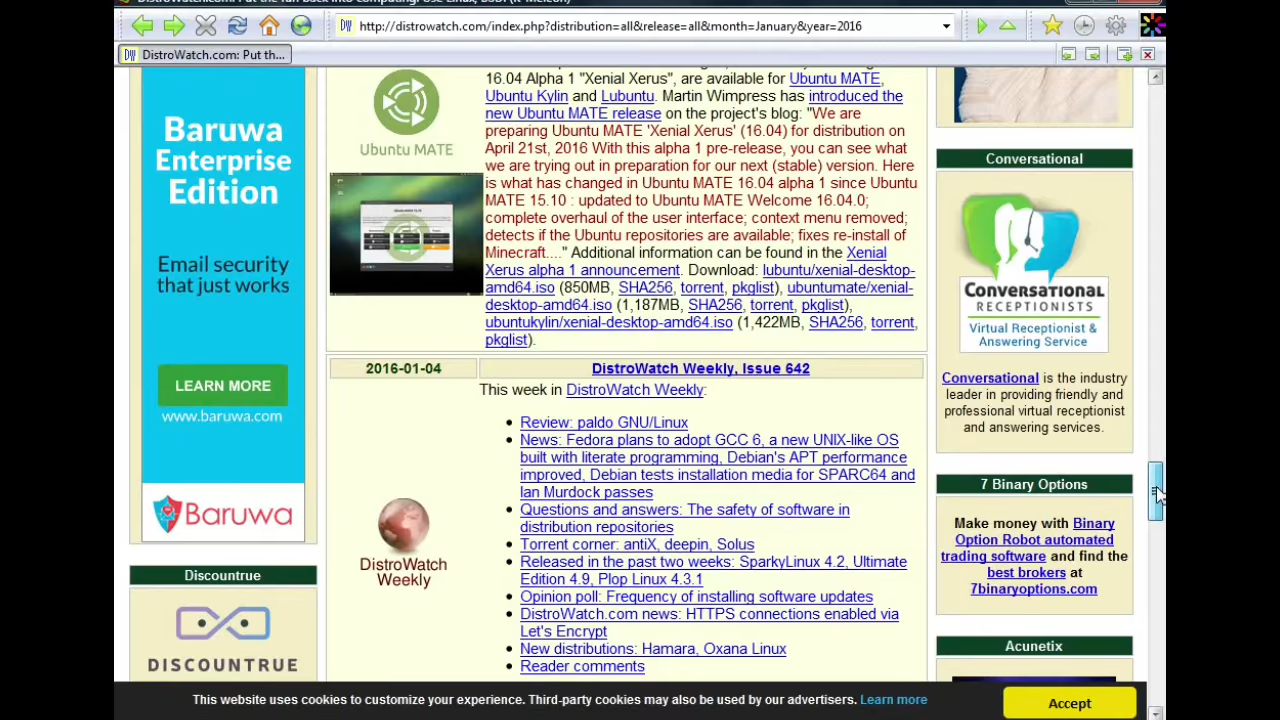 http://distrowatch.com/index.php?distribution=all&release=all&month=January&year=2016
DistroWatch.com: Put th...
Baruwa
Enterprise
Edition
Email security
that just works
LEARN MORE
www.baruwa.com
Baruwa
Discountrue
DISCOUNTRUE
Ubuntu MATE
16.04 Alpha 1 "Xenial Xerus", are available for Ubuntu MATE,
Ubuntu Kylin and Lubuntu. Martin Wimpress has introduced the
new Ubuntu MATE release on the project's blog: "We are
preparing Ubuntu MATE 'Xenial Xerus' (16.04) for distribution on
April 21st, 2016 With this alpha 1 pre-release, you can see what
we are trying out in preparation for our next (stable) version. Here
is what has changed in Ubuntu MATE 16.04 alpha 1 since Ubuntu
MATE 15.10 : updated to Ubuntu MATE Welcome 16.04.0;
complete overhaul of the user interface; context menu removed;
detects if the Ubuntu repositories are available; fixes re-install of
Minecraft...." Additional information can be found in the Xenial
Xerus alpha 1 announcement. Download: lubuntu/xenial-desktop-
amd64.iso (850MB, SHA256, torrent, pkglist), ubuntumate/xenial-
desktop-amd64.iso (1,187MB, SHA256, torrent, pkglist),
ubuntukylin/xenial-desktop-amd64.iso (1,422MB, SHA256, torrent,
pkglist).
2016-01-04
DistroWatch Weekly, Issue 642
This week in DistroWatch Weekly:
Review: paldo GNU/Linux
News: Fedora plans to adopt GCC 6, a new UNIX-like OS
built with literate programming, Debian's APT performance
improved, Debian tests installation media for SPARC64 and
Ian Murdock passes
Questions and answers: The safety of software in
distribution repositories
Torrent corner: antiX, deepin, Solus
Released in the past two weeks: SparkyLinux 4.2, Ultimate
Edition 4.9, Plop Linux 4.3.1
Opinion poll: Frequency of installing software updates
DistroWatch.com news: HTTPS connections enabled via
Let's Encrypt
New distributions: Hamara, Oxana Linux
Reader comments
DistroWatch
Weekly
Conversational
CONVERSATIONAL
RECEPTIONISTS
Virtual Receptionist &
Answering Service
Conversational is the industry
leader in providing friendly and
professional virtual receptionist
and answering services.
7 Binary Options
Make money with Binary
Option Robot automated
trading software and find the
best brokers at
7binaryoptions.com
Acunetix
This website uses cookies to customize your experience. Third-party cookies may also be used by our advertisers. Learn more
Accept